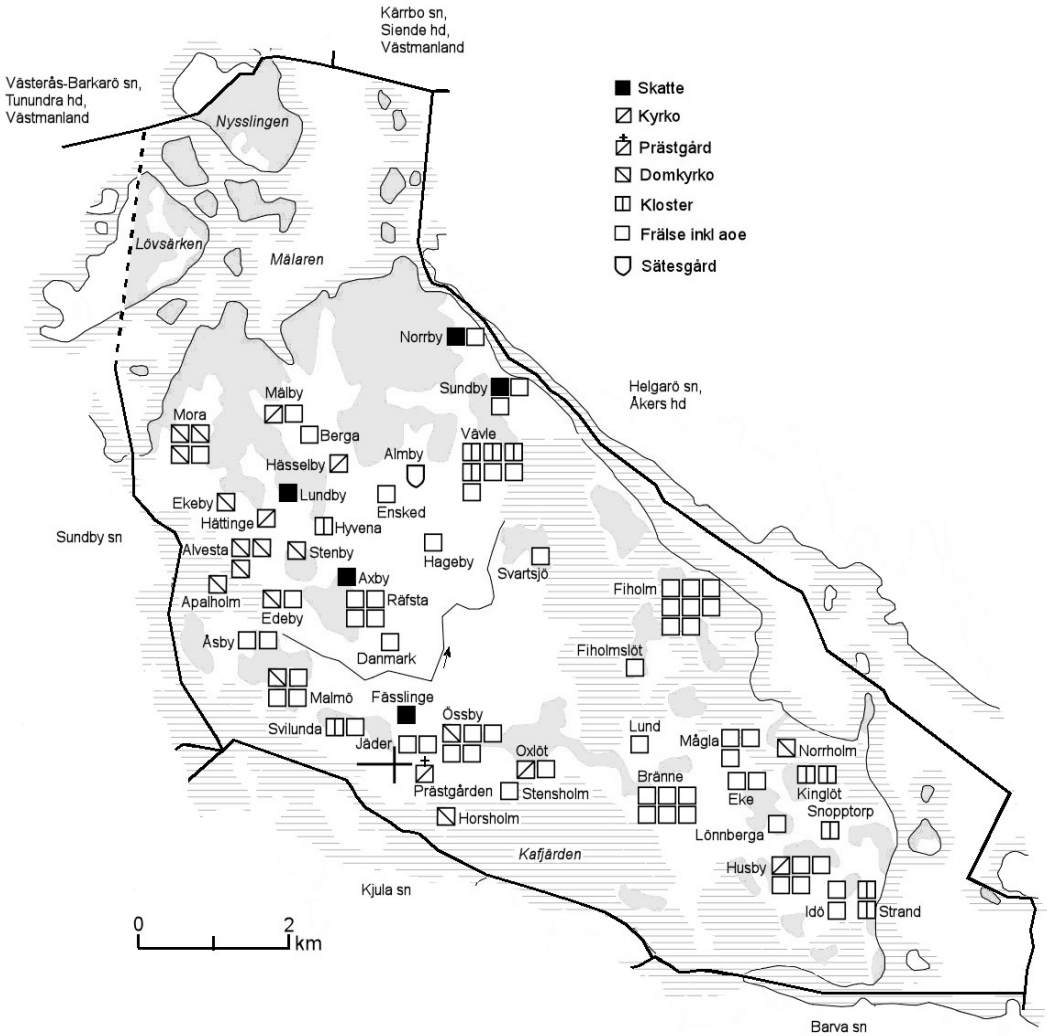 Kärrbo sn,
Siende hd,
Västmanland
Västerås-Barkarö sn,
Tunundra hd,
Västmanland
Skatte
Kyrko
Prästgård
Domkyrko
Kloster
Frälse inkl aoe
Sätesgård
Nysslingen
Lövsärken
Mälaren
Norrby
Sundby
Helgarö sn,
Åkers hd
Mälby
Mora
Berga
Vävle
Hässelby
Almby
Lundby
Ensked
Ekeby
Hättinge
Hyvena
Sundby sn
Alvesta
Stenby
Hageby
Svartsjö
Axby
Apalholm
Edeby
Räfsta
Fiholm
Åsby
Danmark
Fiholmslöt
Malmö
Fässlinge
Svilunda
Jäder
Össby
Lund
Mågla
Norrholm
Oxlöt
Prästgården
Stensholm
Bränne
Eke
Kinglöt
Snopptorp
Horsholm
Lönnberga
Kafjärden
Husby
Kjula sn
Idö
Strand
0 2
km
Barva sn